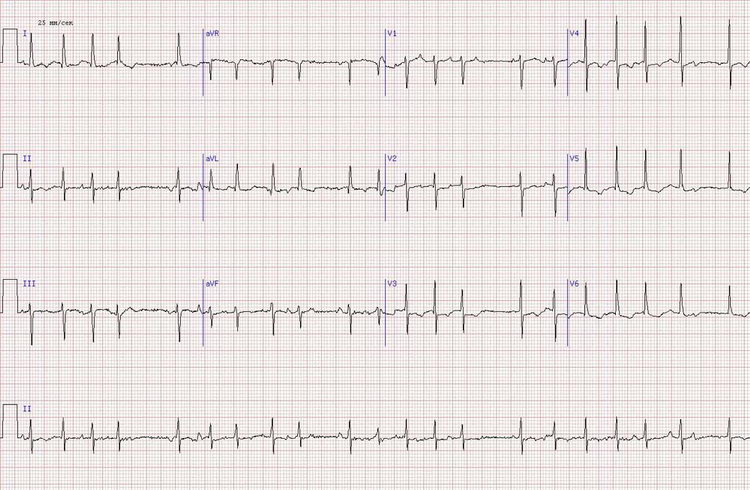 25 мм/сек
I aVR V1 V4
II aVL V2 V5
III aVF V3 V6
II